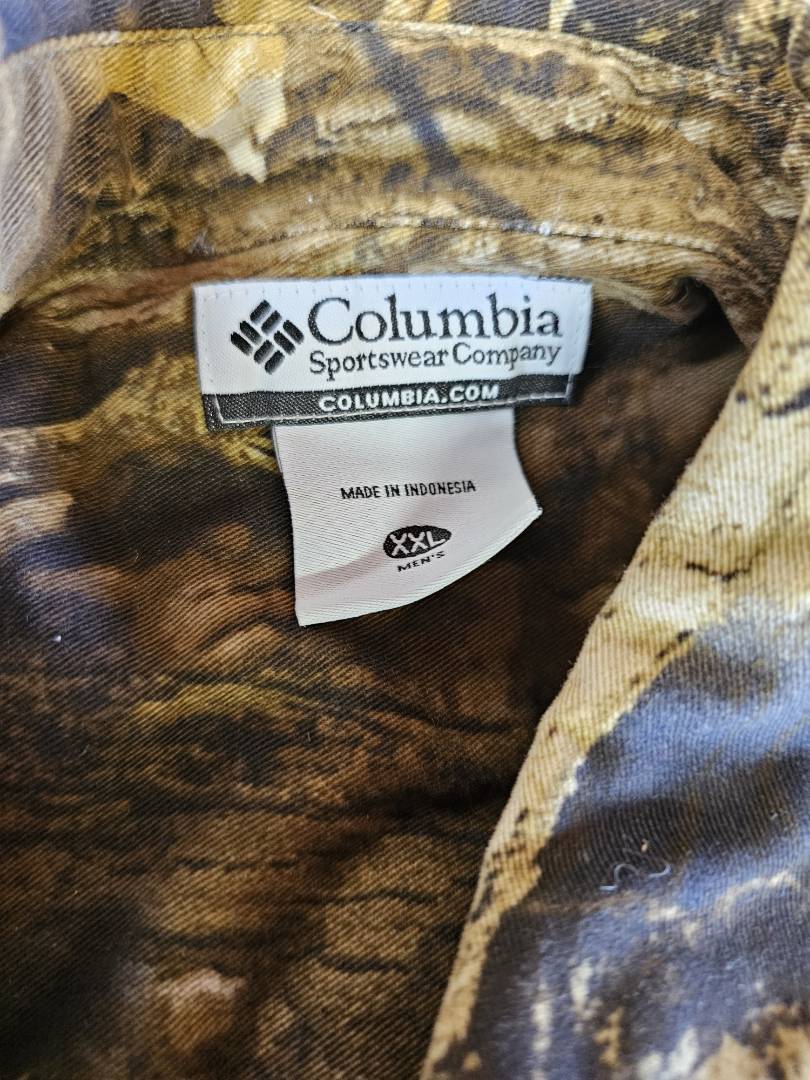 Columbia
Sportswear Company
COLUMBIA.COM
MADE IN INDONESIA
XXL
MEN'S